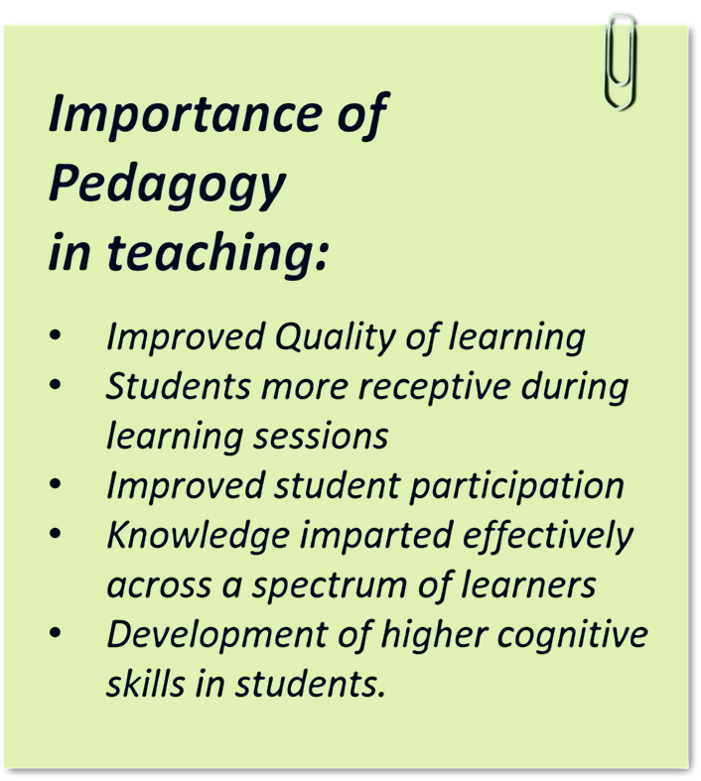 Importance of
Pedagogy
in teaching:
• Improved Quality of learning
• Students more receptive during
learning sessions
• Improved student participation
• Knowledge imparted effectively
across a spectrum of learners
• Development of higher cognitive
skills in students.